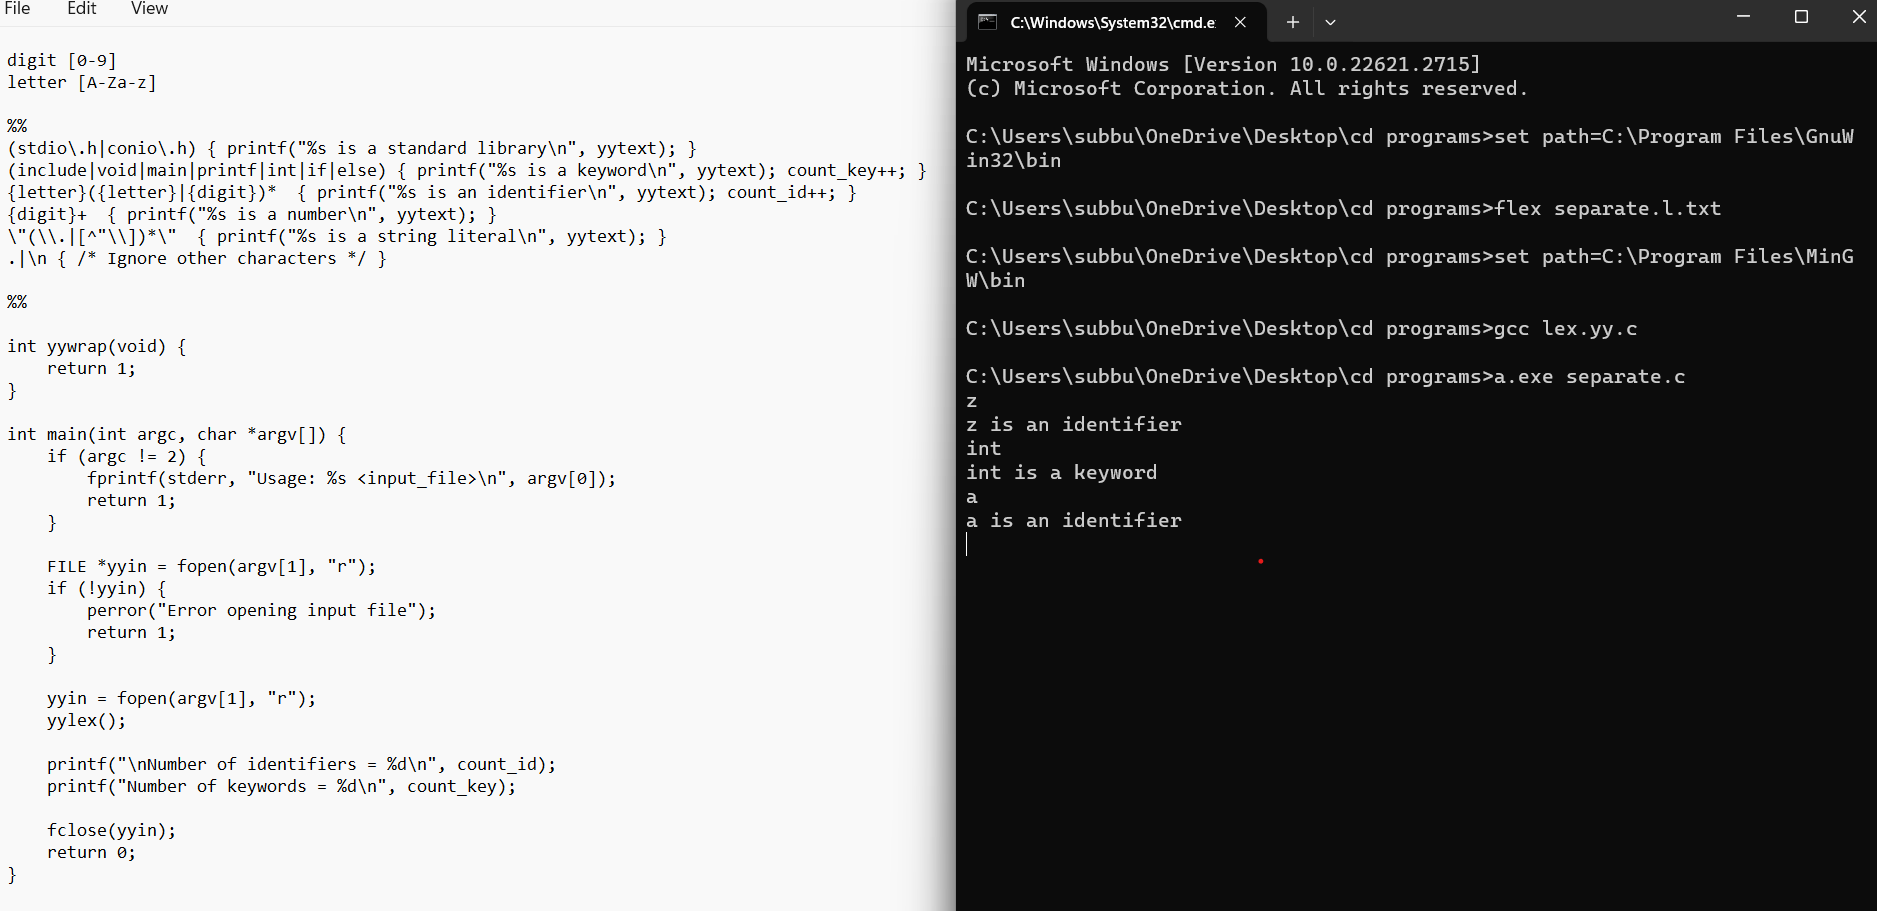 File Edit View
digit [0-9]
letter [A-Za-z]
%%
(stdio\.h|conio\.h) { printf("%s is a standard library\n", yytext); }
(include|void|main|printf|int|if|else) { printf("%s is a keyword\n", yytext); count_key++; }
{letter}({letter}|{digit})*  { printf("%s is an identifier\n", yytext); count_id++; }
{digit}+  { printf("%s is a number\n", yytext); }
\"(\\.|[^"\\])*\"  { printf("%s is a string literal\n", yytext); }
.|\n { /* Ignore other characters */ }
%%
int yywrap(void) {
    return 1;
}
int main(int argc, char *argv[]) {
    if (argc != 2) {
        fprintf(stderr, "Usage: %s <input_file>\n", argv[0]);
        return 1;
    }
    FILE *yyin = fopen(argv[1], "r");
    if (!yyin) {
        perror("Error opening input file");
        return 1;
    }
    yyin = fopen(argv[1], "r");
    yylex();
    printf("\nNumber of identifiers = %d\n", count_id);
    printf("Number of keywords = %d\n", count_key);
    fclose(yyin);
    return 0;
}
C:\Windows\System32\cmd.e
Microsoft Windows [Version 10.0.22621.2715]
(c) Microsoft Corporation. All rights reserved.
C:\Users\subbu\OneDrive\Desktop\cd programs>set path=C:\Program Files\GnuW
in32\bin
C:\Users\subbu\OneDrive\Desktop\cd programs>flex separate.l.txt
C:\Users\subbu\OneDrive\Desktop\cd programs>set path=C:\Program Files\MinG
W\bin
C:\Users\subbu\OneDrive\Desktop\cd programs>gcc lex.yy.c
C:\Users\subbu\OneDrive\Desktop\cd programs>a.exe separate.c
z
z is an identifier
int
int is a keyword
a
a is an identifier